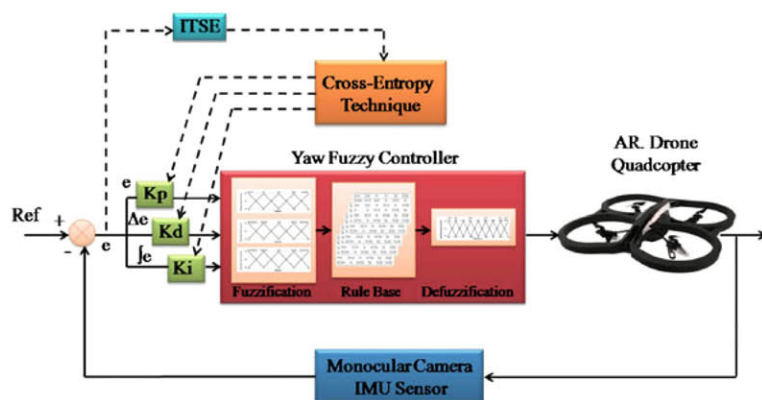 ITSE
Cross-Entropy
Technique
Yaw Fuzzy Controller
AR. Drone
Quadcopter
Ref
+
-
e
e
Kp
Δe
Kd
∫e
Ki
Fuzzification
Rule Base
Defuzzification
Monocular Camera
IMU Sensor